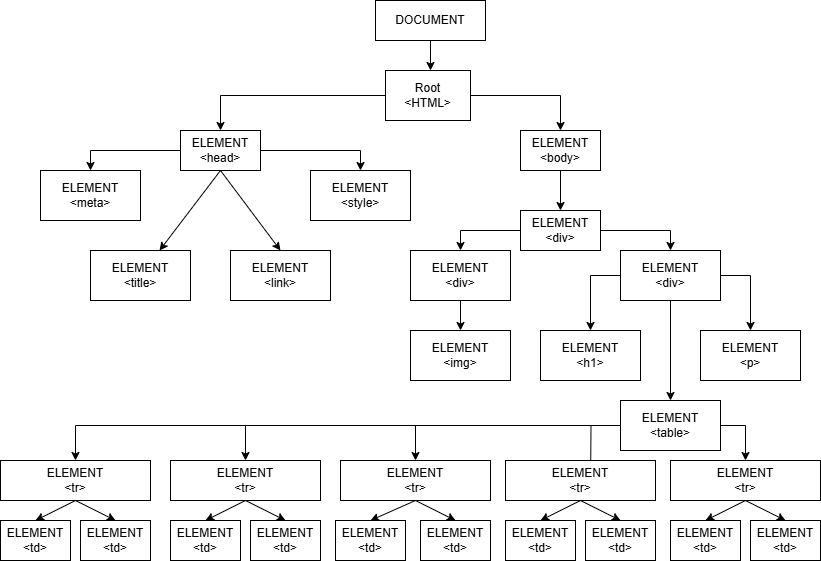 DOCUMENT
Root
<HTML>
ELEMENT
<head>
ELEMENT
<body>
ELEMENT
<meta>
ELEMENT
<style>
ELEMENT
<div>
ELEMENT
<title>
ELEMENT
<link>
ELEMENT
<div>
ELEMENT
<div>
ELEMENT
<img>
ELEMENT
<h1>
ELEMENT
<p>
ELEMENT
<table>
ELEMENT
<tr>
ELEMENT
<tr>
ELEMENT
<tr>
ELEMENT
<tr>
ELEMENT
<tr>
ELEMENT
<td>
ELEMENT
<td>
ELEMENT
<td>
ELEMENT
<td>
ELEMENT
<td>
ELEMENT
<td>
ELEMENT
<td>
ELEMENT
<td>
ELEMENT
<td>
ELEMENT
<td>